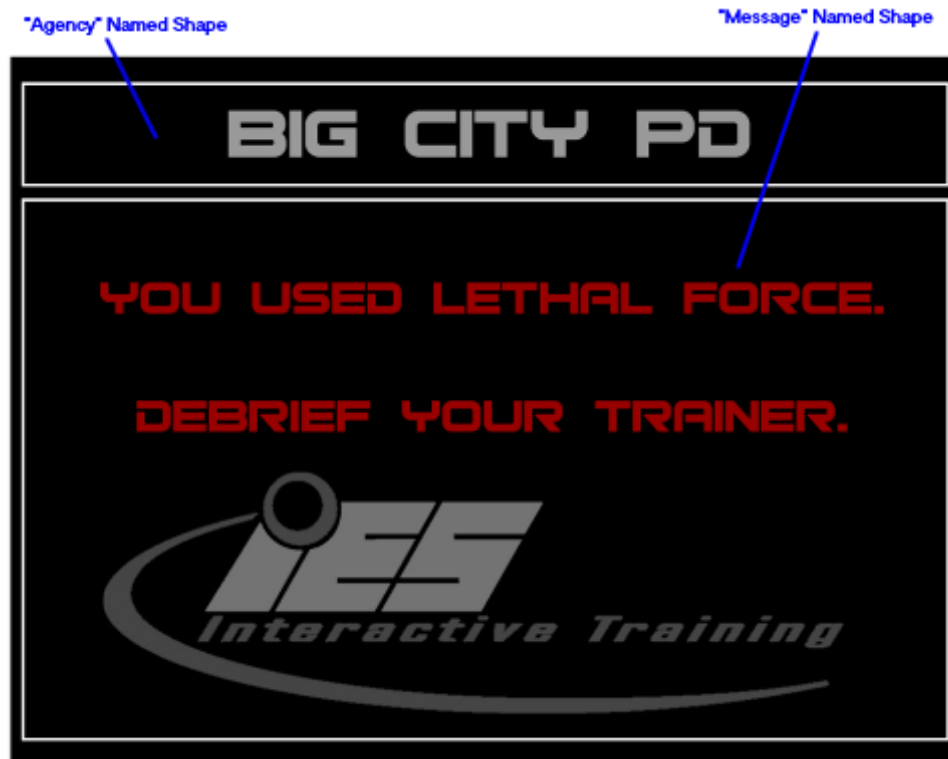 "Agency" Named Shape
"Message" Named Shape
BIG CITY PD
YOU USED LETHAL FORCE.
DEBRIEF YOUR TRAINER.
iES
Interactive Training